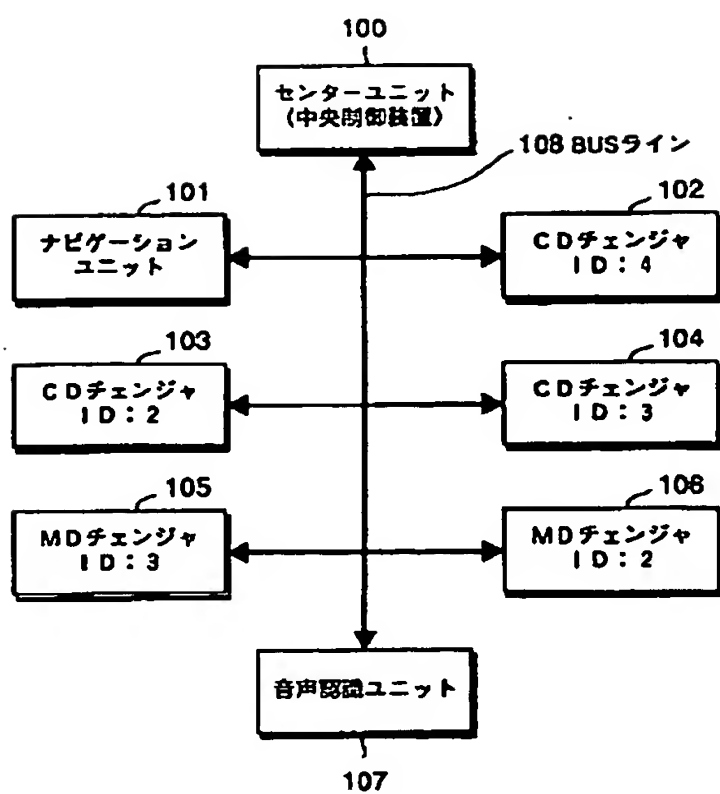 100
センターユニット
(中央制御装置)
108 BUSライン
101
ナビゲーション
ユニット
102
CDチェンジャ
ID:4
103
CDチェンジャ
ID:2
104
CDチェンジャ
ID:3
105
MDチェンジャ
ID:3
106
MDチェンジャ
ID:2
音声認識ユニット
107